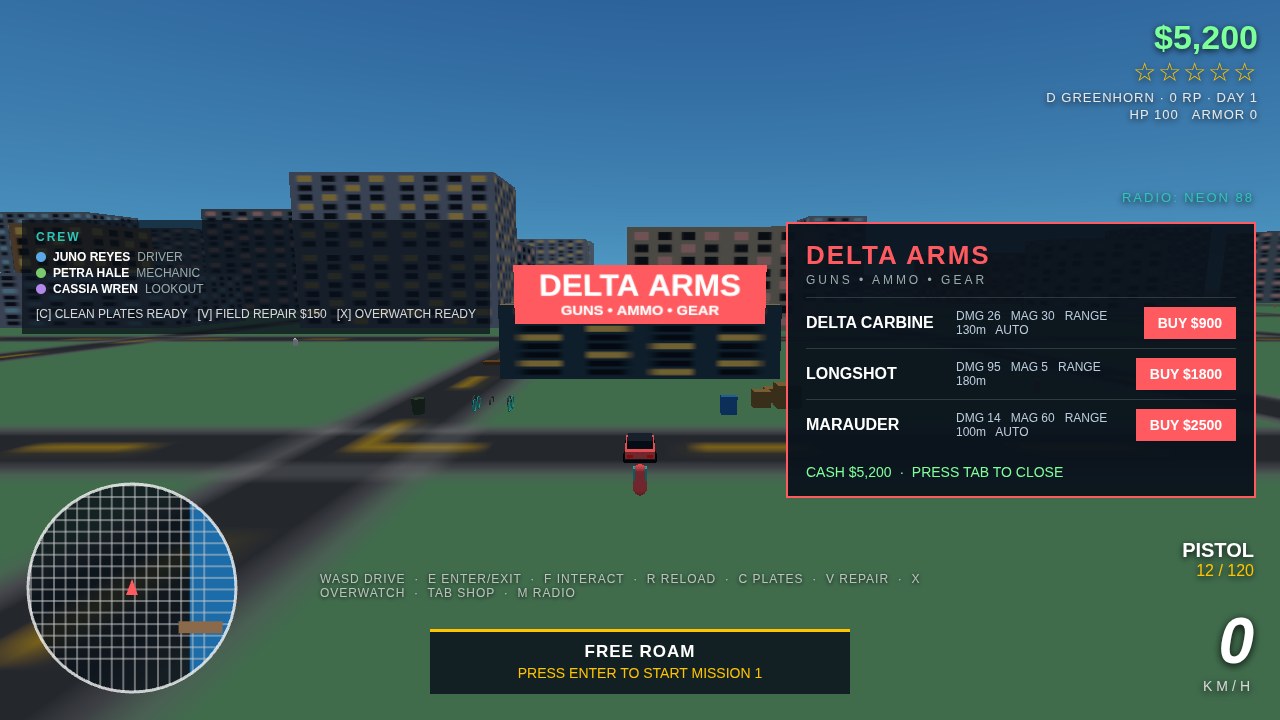 $5,200
☆☆☆☆☆
D GREENHORN · 0 RP · DAY 1
HP 100 ARMOR 0
RADIO: NEON 88
CREW
JUNO REYES DRIVER
PETRA HALE MECHANIC
CASSIA WREN LOOKOUT
[C] CLEAN PLATES READY [V] FIELD REPAIR $150 [X] OVERWATCH READY
DELTA ARMS
GUNS • AMMO • GEAR
DELTA ARMS
GUNS • AMMO • GEAR
DELTA CARBINE DMG 26 MAG 30 RANGE
130m AUTO
BUY $900
LONGSHOT DMG 95 MAG 5 RANGE
180m
BUY $1800
MARAUDER DMG 14 MAG 60 RANGE
100m AUTO
BUY $2500
CASH $5,200 · PRESS TAB TO CLOSE
WASD DRIVE · E ENTER/EXIT · F INTERACT · R RELOAD · C PLATES · V REPAIR · X
OVERWATCH · TAB SHOP · M RADIO
FREE ROAM
PRESS ENTER TO START MISSION 1
PISTOL
12 / 120
0
KM/H